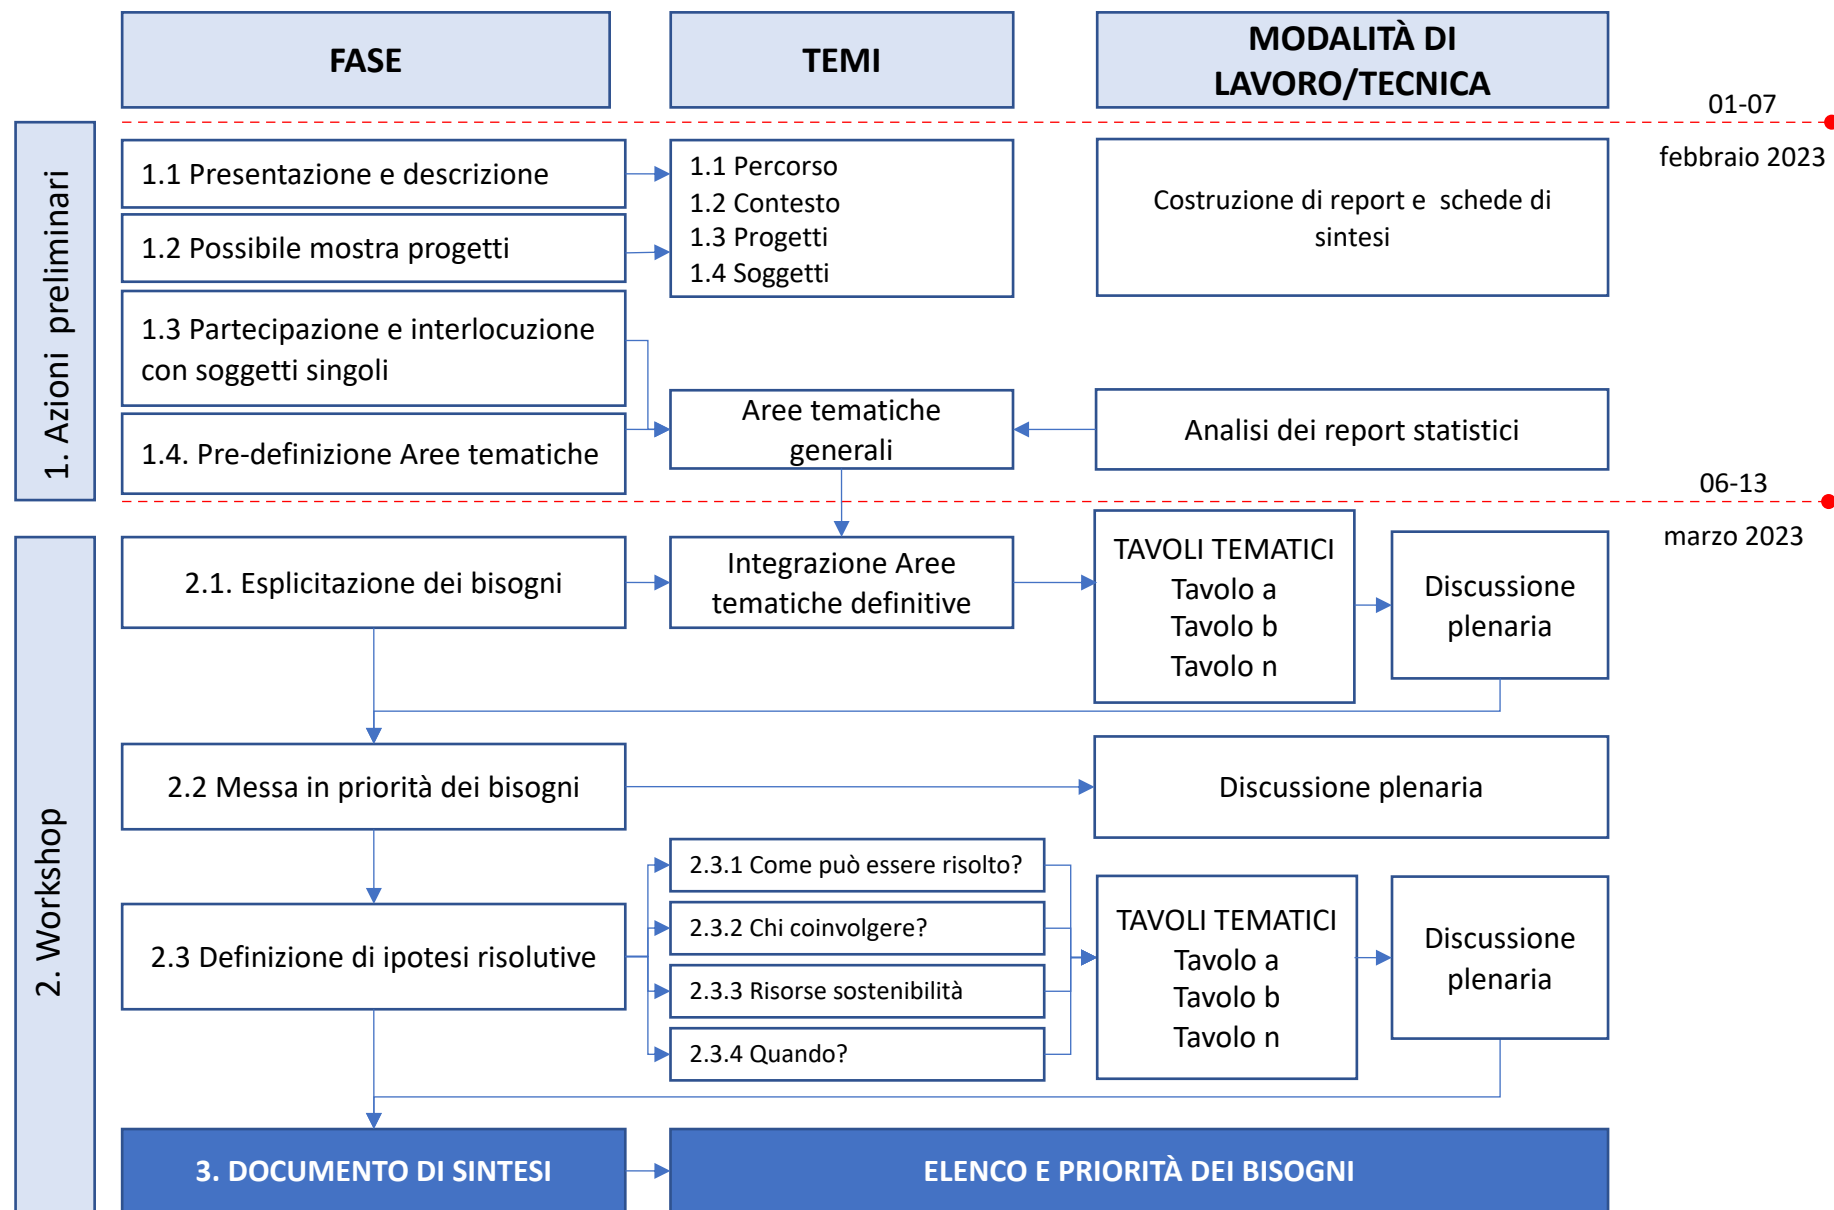 FASE
TEMI
MODALITÀ DI
LAVORO/TECNICA
01-07
febbraio 2023
1. Azioni preliminari
1.1 Presentazione e descrizione
1.2 Possibile mostra progetti
1.1 Percorso
1.2 Contesto
1.3 Progetti
1.4 Soggetti
Costruzione di report e schede di
sintesi
1.3 Partecipazione e interlocuzione
con soggetti singoli
1.4. Pre-definizione Aree tematiche
Aree tematiche
generali
Analisi dei report statistici
06-13
marzo 2023
2. Workshop
2.1. Esplicitazione dei bisogni
Integrazione Aree
tematiche definitive
TAVOLI TEMATICI
Tavolo a
Tavolo b
Tavolo n
Discussione
plenaria
2.2 Messa in priorità dei bisogni
Discussione plenaria
2.3 Definizione di ipotesi risolutive
2.3.1 Come può essere risolto?
2.3.2 Chi coinvolgere?
2.3.3 Risorse sostenibilità
2.3.4 Quando?
TAVOLI TEMATICI
Tavolo a
Tavolo b
Tavolo n
Discussione
plenaria
3. DOCUMENTO DI SINTESI
ELENCO E PRIORITÀ DEI BISOGNI